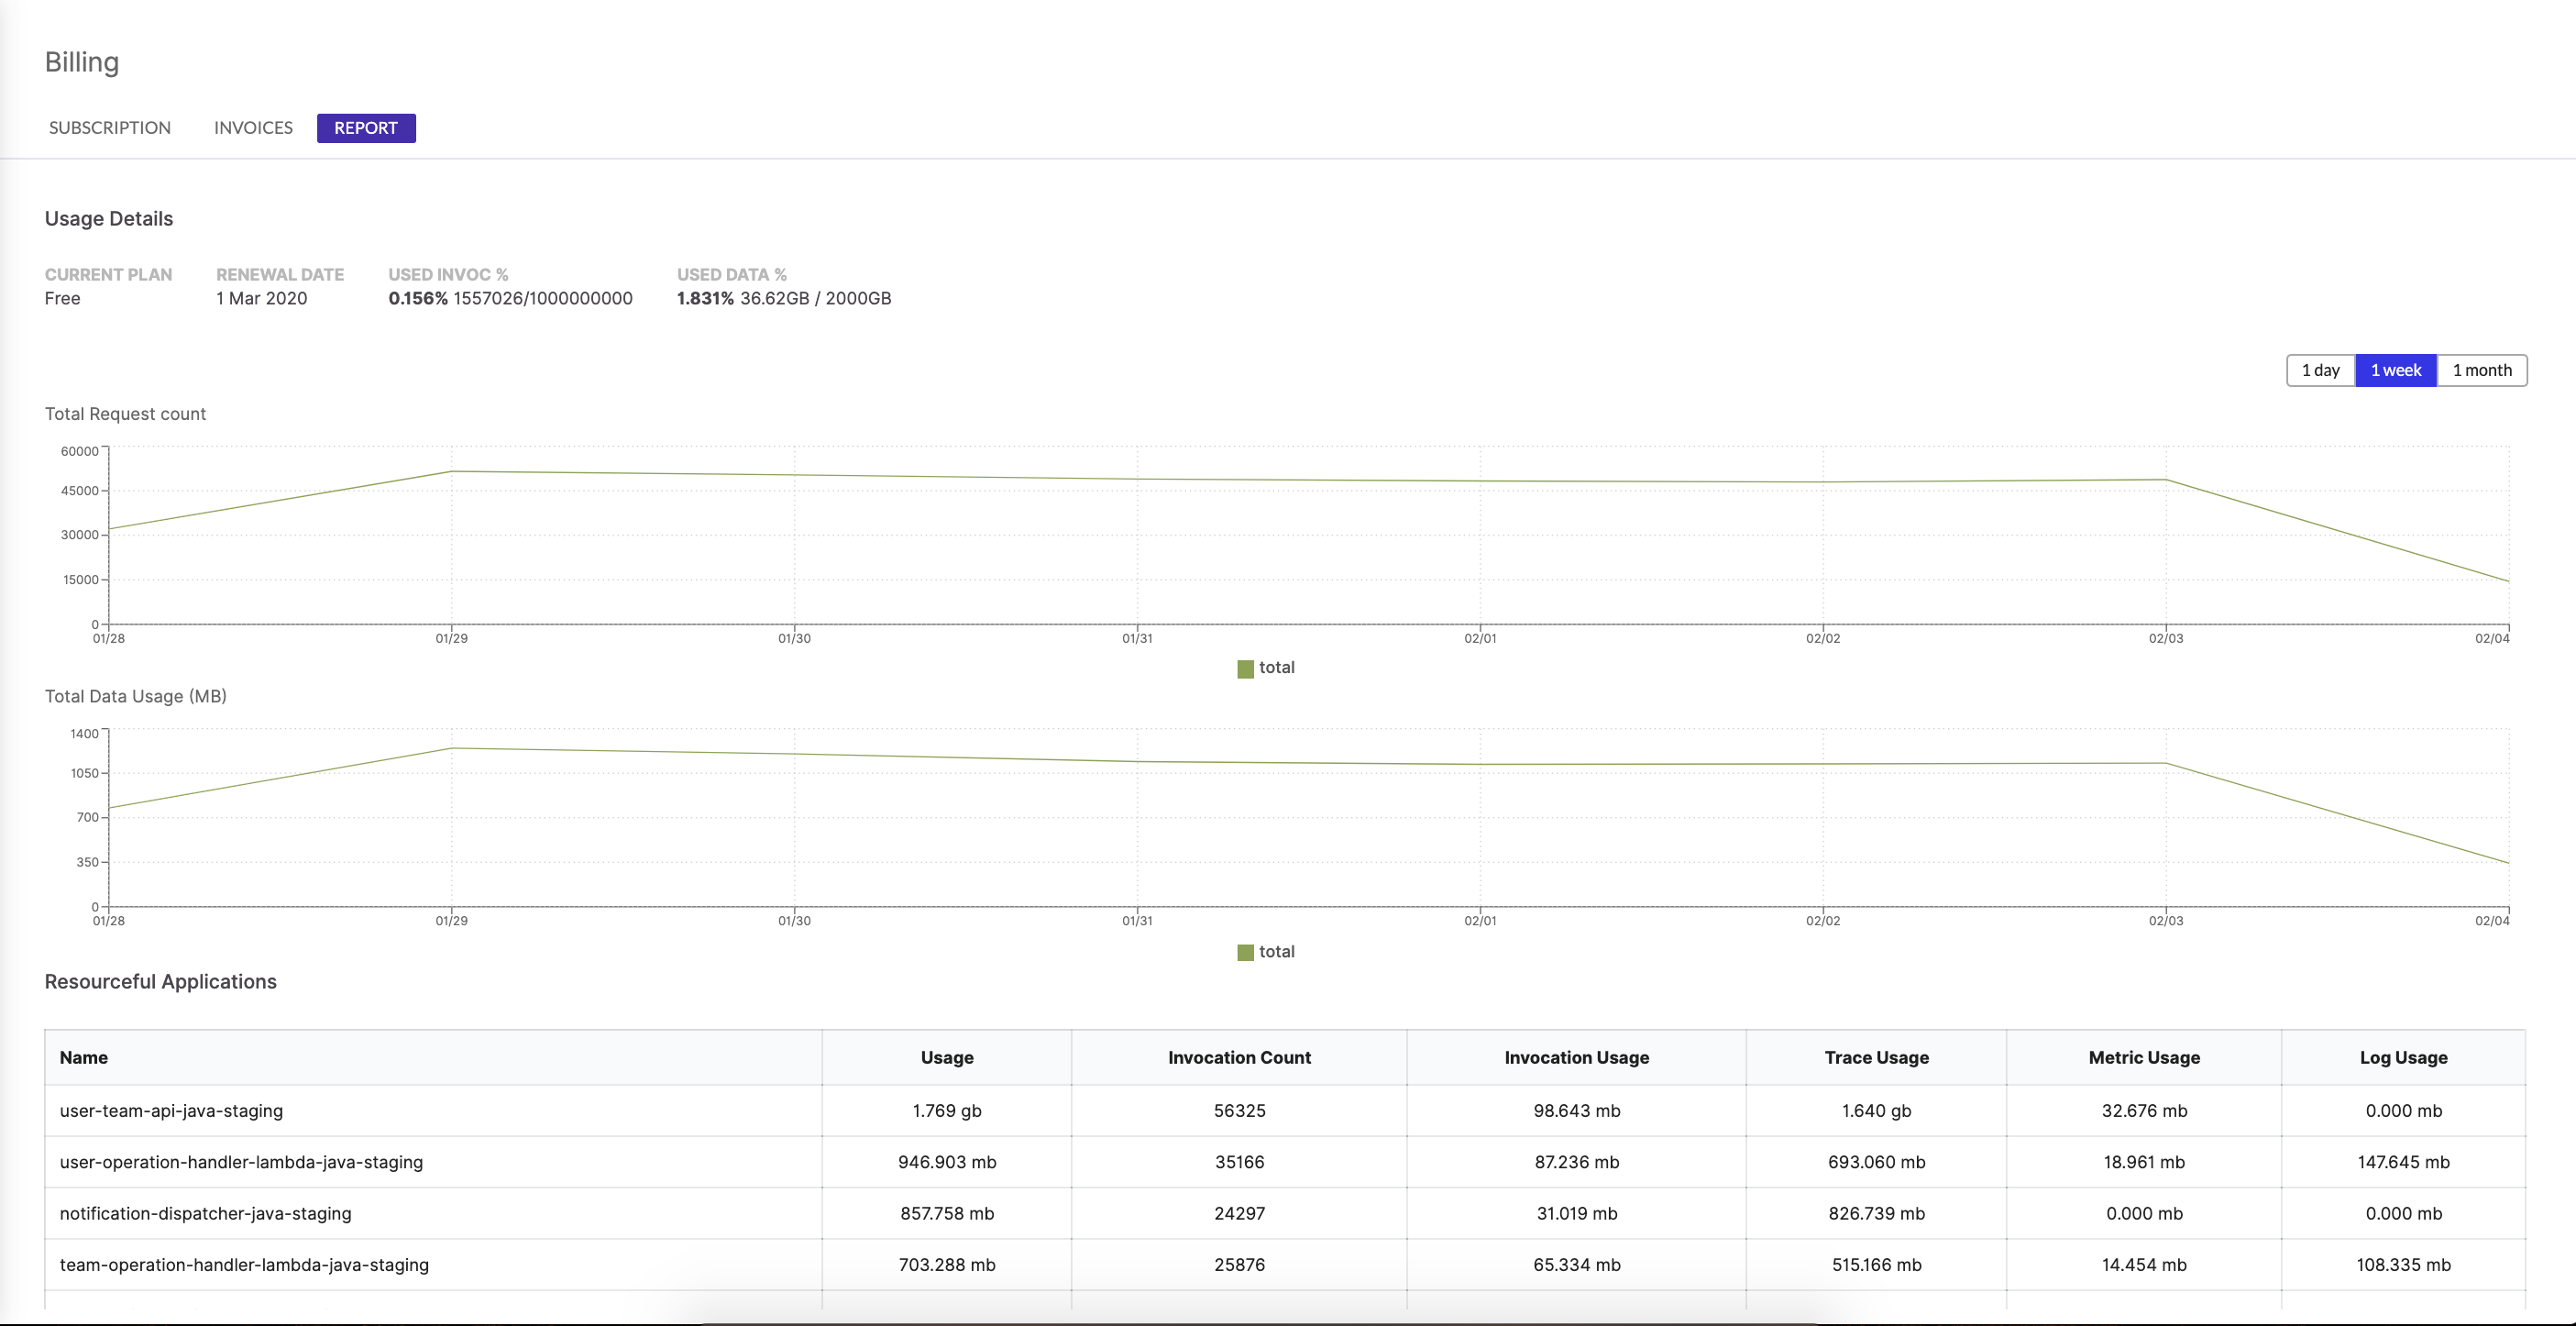 Billing
SUBSCRIPTION INVOICES REPORT
Usage Details
CURRENT PLAN RENEWAL DATE USED INVOC % USED DATA %
Free 1 Mar 2020 0.156% 1557026/1000000000 1.831% 36.62GB / 2000GB
1 day 1 week 1 month
Total Request count
60000
45000
30000
15000
0
01/28 01/29 01/30 01/31 02/01 02/02 02/03 02/04
total
Total Data Usage (MB)
1400
1050
700
350
0
01/28 01/29 01/30 01/31 02/01 02/02 02/03 02/04
total
Resourceful Applications
Name Usage Invocation Count Invocation Usage Trace Usage Metric Usage Log Usage
user-team-api-java-staging 1.769 gb 56325 98.643 mb 1.640 gb 32.676 mb 0.000 mb
user-operation-handler-lambda-java-staging 946.903 mb 35166 87.236 mb 693.060 mb 18.961 mb 147.645 mb
notification-dispatcher-java-staging 857.758 mb 24297 31.019 mb 826.739 mb 0.000 mb 0.000 mb
team-operation-handler-lambda-java-staging 703.288 mb 25876 65.334 mb 515.166 mb 14.454 mb 108.335 mb